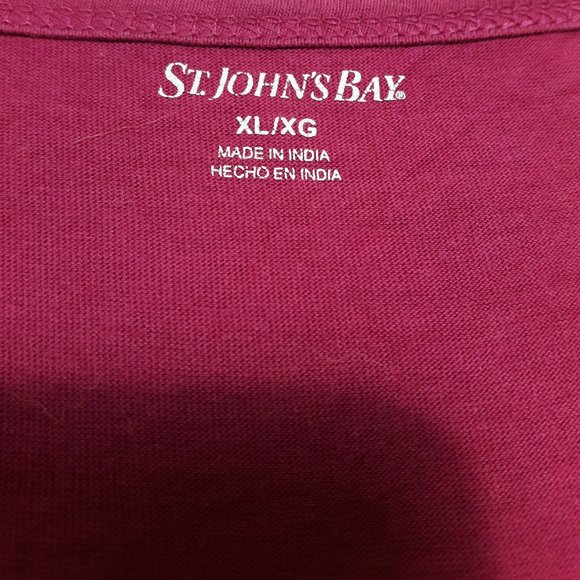 ST. JOHN'S BAY®
XL/XG
MADE IN INDIA
HECHO EN INDIA